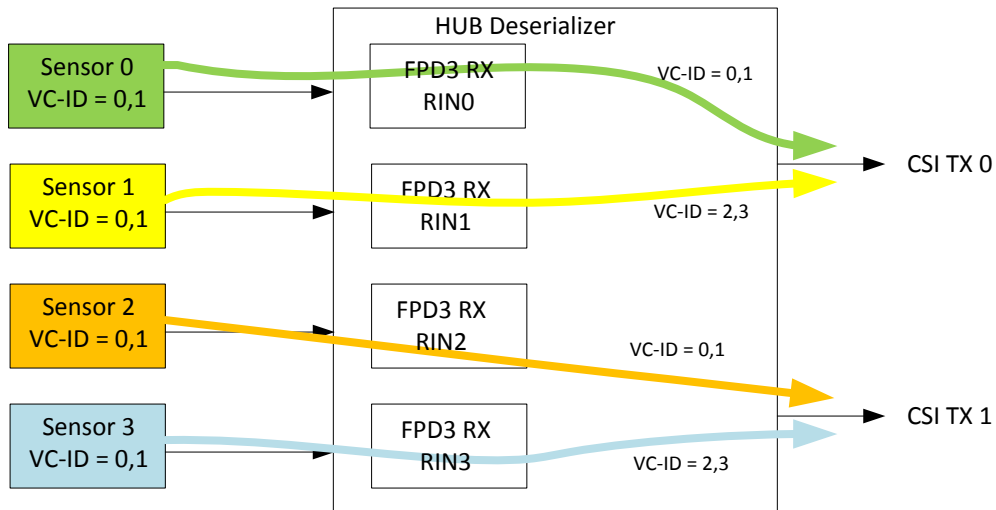 HUB Deserializer
Sensor 0
VC-ID = 0,1
FPD3 RX
RIN0
VC-ID = 0,1
CSI TX 0
Sensor 1
VC-ID = 0,1
FPD3 RX
RIN1
VC-ID = 2,3
Sensor 2
VC-ID = 0,1
FPD3 RX
RIN2
VC-ID = 0,1
CSI TX 1
Sensor 3
VC-ID = 0,1
FPD3 RX
RIN3
VC-ID = 2,3